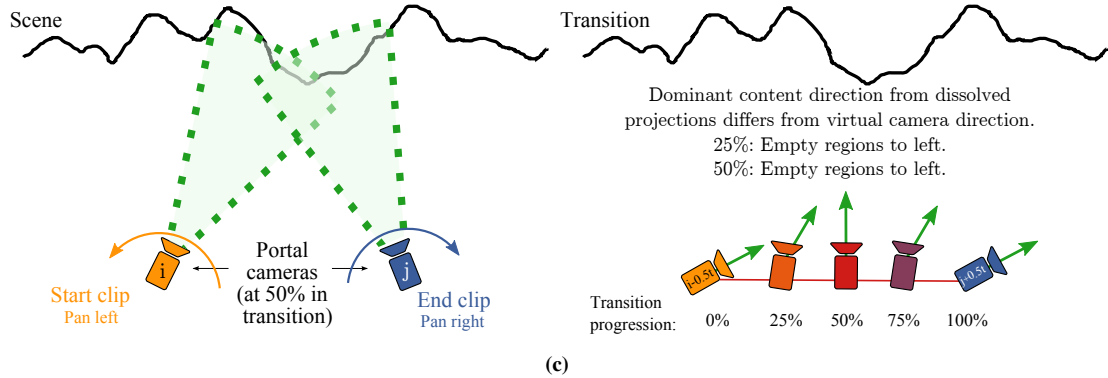 Scene
i
j
Portal
cameras
(at 50% in
transition)
Start clip
Pan left
End clip
Pan right
Transition
Dominant content direction from dissolved
projections differs from virtual camera direction.
25%: Empty regions to left.
50%: Empty regions to left.
i-0.5t
j-0.5t
Transition
progression:
0% 25% 50% 75% 100%
(c)